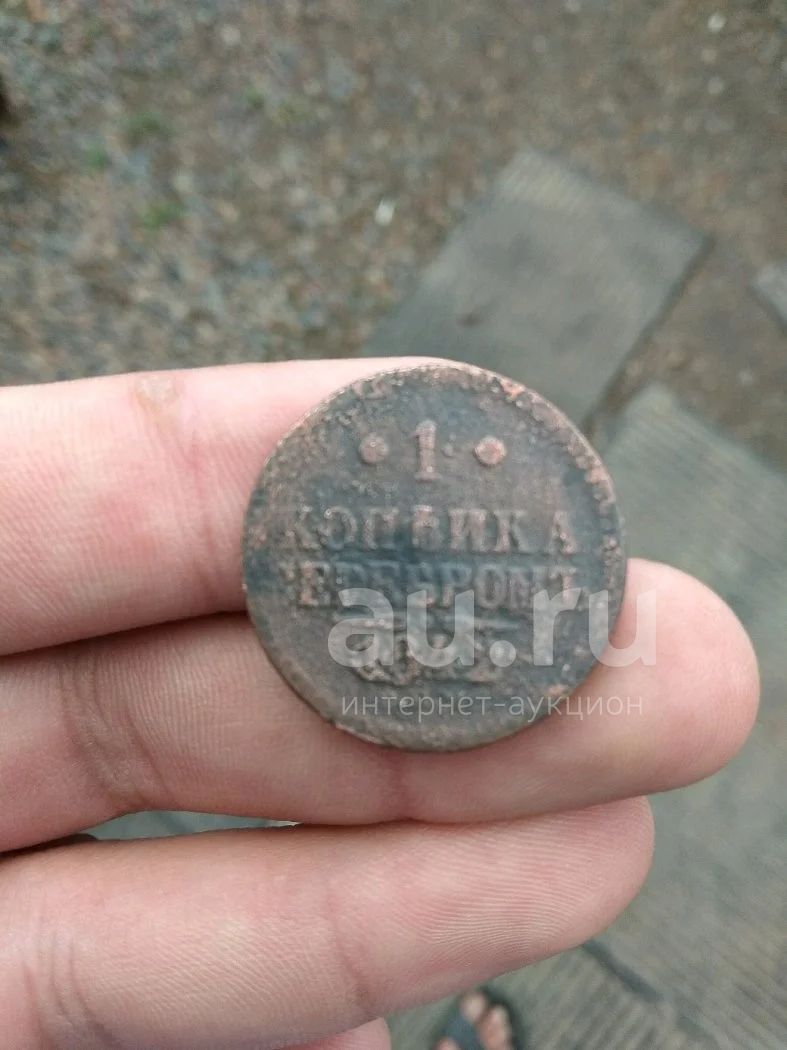 • 1 •
КОПѢЙКА
СЕРЕБРОМЪ
au.ru
интернет-аукцион